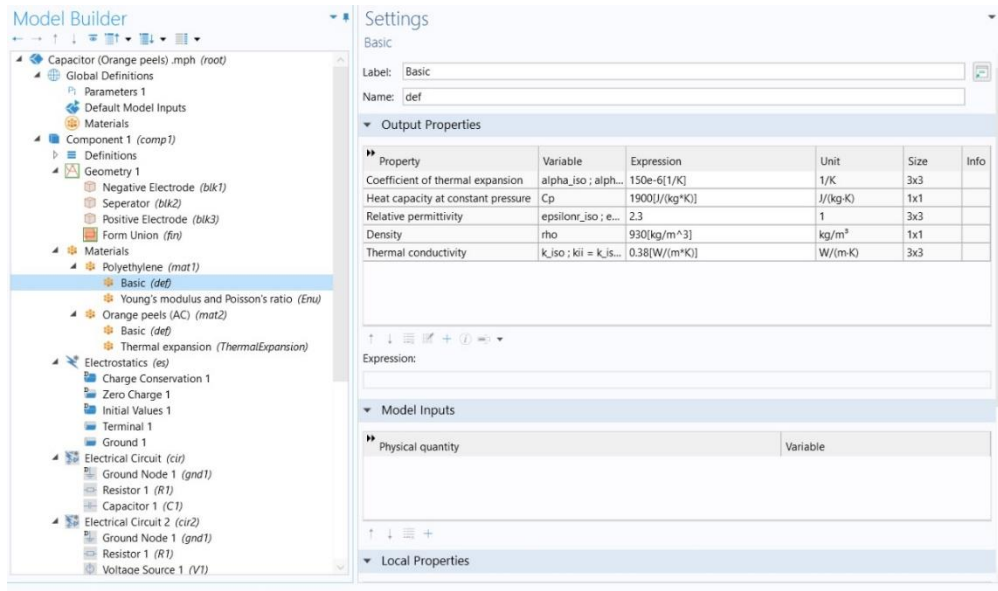 Model Builder
Capacitor (Orange peels) .mph (root)
Global Definitions
Parameters 1
Default Model Inputs
Materials
Component 1 (comp1)
Definitions
Geometry 1
Negative Electrode (blk1)
Seperator (blk2)
Positive Electrode (blk3)
Form Union (fin)
Materials
Polyethylene (mat1)
Basic (def)
Young's modulus and Poisson's ratio (Enu)
Orange peels (AC) (mat2)
Basic (def)
Thermal expansion (ThermalExpansion)
Electrostatics (es)
Charge Conservation 1
Zero Charge 1
Initial Values 1
Terminal 1
Ground 1
Electrical Circuit (cir)
Ground Node 1 (gnd1)
Resistor 1 (R1)
Capacitor 1 (C1)
Electrical Circuit 2 (cir2)
Ground Node 1 (gnd1)
Resistor 1 (R1)
Voltage Source 1 (V1)
Settings
Basic
Label: Basic
Name: def
Output Properties
Property Variable Expression Unit Size Info
Coefficient of thermal expansion alpha_iso ; alph... 150e-6[1/K] 1/K 3x3
Heat capacity at constant pressure Cp 1900[J/(kg*K)] J/(kg·K) 1x1
Relative permittivity epsilonr_iso ; e... 2.3 1 3x3
Density rho 930[kg/m^3] kg/m³ 1x1
Thermal conductivity k_iso ; kii = k_is... 0.38[W/(m*K)] W/(m·K) 3x3
Expression:
Model Inputs
Physical quantity Variable
Local Properties